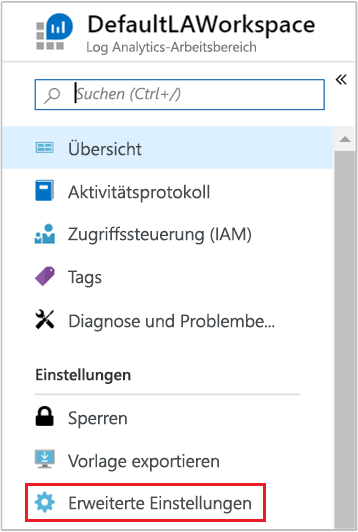 DefaultLAWorkspace
Log Analytics-Arbeitsbereich
Suchen (Ctrl+/)
Übersicht
Aktivitätsprotokoll
Zugriffssteuerung (IAM)
Tags
Diagnose und Problembe...
Einstellungen
Sperren
Vorlage exportieren
Erweiterte Einstellungen